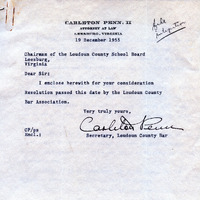 CARLETON PENN, II
ATTORNEY AT LAW
LEESBURG, VIRGINIA
19 December 1955
File
Chairman of the Loudoun County School Board
Leesburg,
Virginia
Dear Sir:
I enclose herewith for your consideration
Resolution passed this date by the Loudoun County
Bar Association.
Very truly yours,
Carleton Penn
CP/ps
Encl.:
Secretary, Loudoun County Bar